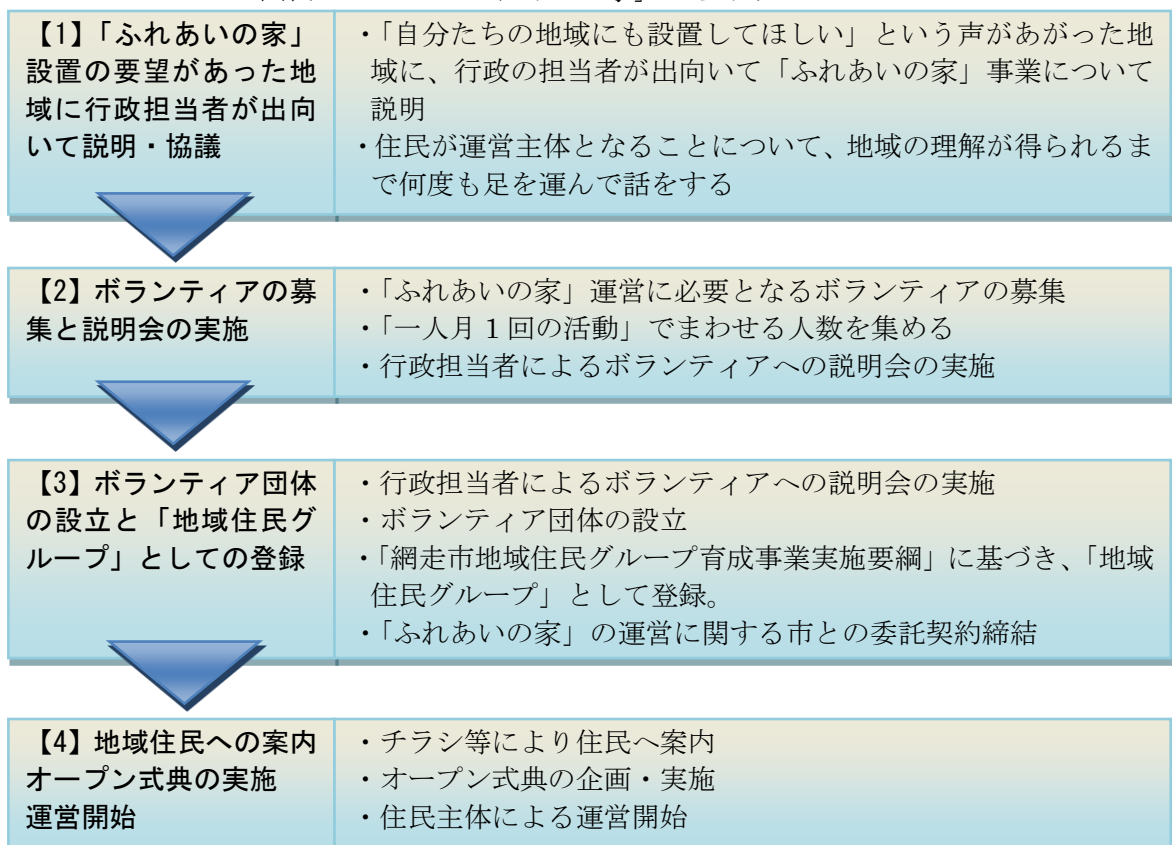 【1】「ふれあいの家」
設置の要望があった地
域に行政担当者が出向
いて説明・協議
・「自分たちの地域にも設置してほしい」という声があがった地
域に、行政の担当者が出向いて「ふれあいの家」事業について
説明
・住民が運営主体となることについて、地域の理解が得られるま
で何度も足を運んで話をする
【2】ボランティアの募
集と説明会の実施
・「ふれあいの家」運営に必要となるボランティアの募集
・「一人月1回の活動」でまわせる人数を集める
・行政担当者によるボランティアへの説明会の実施
【3】ボランティア団体
の設立と「地域住民グ
ループ」としての登録
・行政担当者によるボランティアへの説明会の実施
・ボランティア団体の設立
・「網走市地域住民グループ育成事業実施要綱」に基づき、「地域
住民グループ」として登録。
・「ふれあいの家」の運営に関する市との委託契約締結
【4】地域住民への案内
オープン式典の実施
運営開始
・チラシ等により住民へ案内
・オープン式典の企画・実施
・住民主体による運営開始